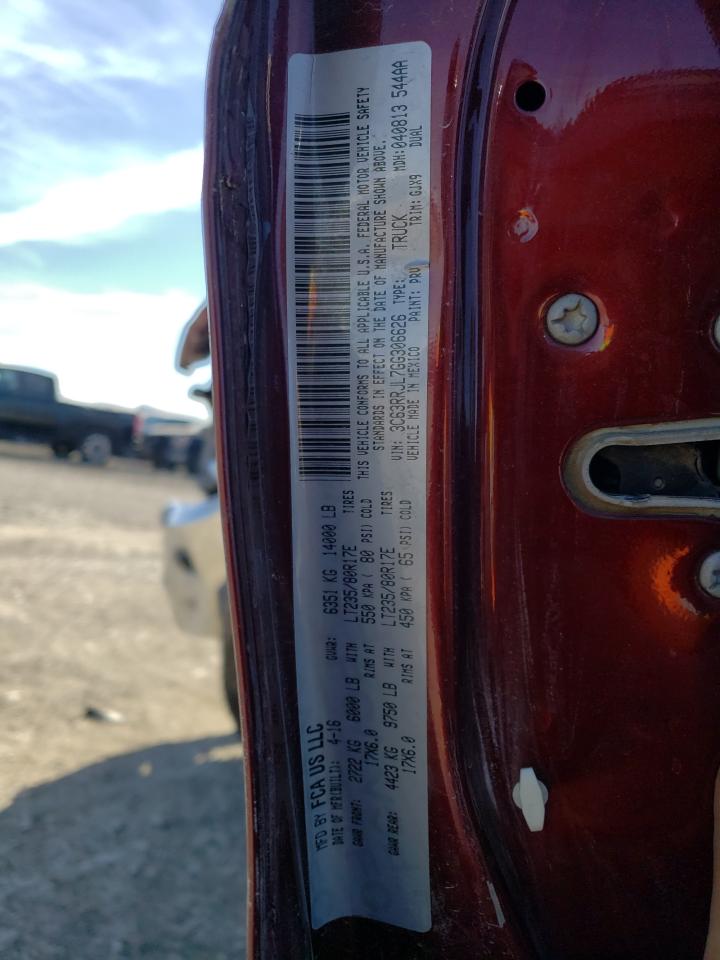 MFD BY FCA US LLC
DATE OF MFR(BUILT): 4-16 GVWR: 6351 KG 14000 LB
GAWR FRONT: 2722 KG 6000 LB WITH LT235/80R17E TIRES
17X6.0 RIMS AT 550 KPA ( 80 PSI) COLD
GAWR REAR: 4423 KG 9750 LB WITH LT235/80R17E TIRES
17X6.0 RIMS AT 450 KPA ( 65 PSI) COLD DUAL
THIS VEHICLE CONFORMS TO ALL APPLICABLE U.S.A. FEDERAL MOTOR VEHICLE SAFETY
STANDARDS IN EFFECT ON THE DATE OF MANUFACTURE SHOWN ABOVE.
VIN: 3C63RRJL7GG306626 TYPE: TRUCK MDH:040813 544AA
VEHICLE MADE IN MEXICO PAINT: PRV TRIM: GJX9